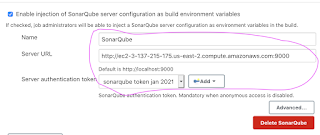 Enable injection of SonarQube server configuration as build environment variables
If checked, job administrators will be able to inject a SonarQube server configuration as environment variables in the build.
Name
SonarQube
Server URL
http://ec2-3-137-215-175.us-east-2.compute.amazonaws.com:9000
Default is http://localhost:9000
Server authentication token
sonarqube token jan 2021
Add
SonarQube authentication token. Mandatory when anonymous access is disabled.
Advanced...
Delete SonarQube